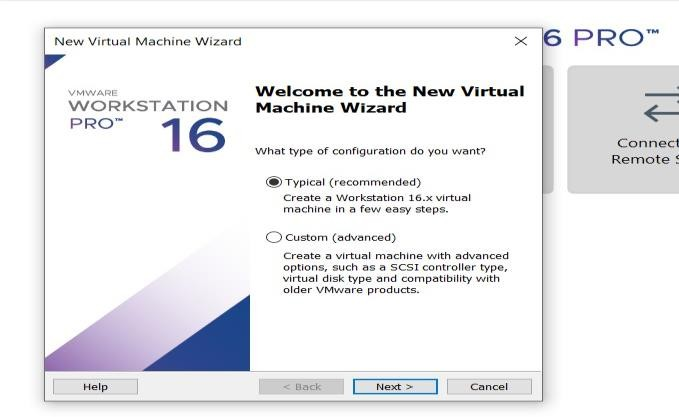 New Virtual Machine Wizard
6 PRO™
VMWARE
WORKSTATION
PRO™ 16
Welcome to the New Virtual
Machine Wizard
What type of configuration do you want?
Typical (recommended)
Create a Workstation 16.x virtual
machine in a few easy steps.
Custom (advanced)
Create a virtual machine with advanced
options, such as a SCSI controller type,
virtual disk type and compatibility with
older VMware products.
Connect
Remote S
Help
< Back
Next >
Cancel